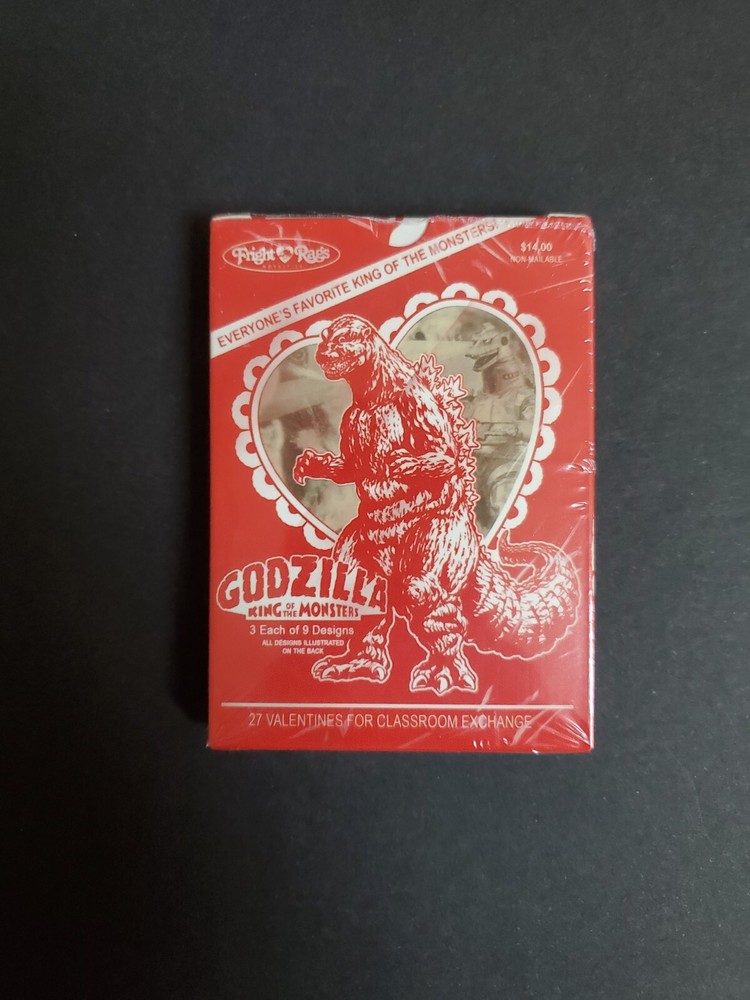 Fright Rags
EVERYONE'S FAVORITE KING OF THE MONSTERS!
$14.00
NON-MAILABLE
GODZILLA
KING OF THE MONSTERS
3 Each of 9 Designs
ALL DESIGNS ILLUSTRATED
ON THE BACK
27 VALENTINES FOR CLASSROOM EXCHANGE